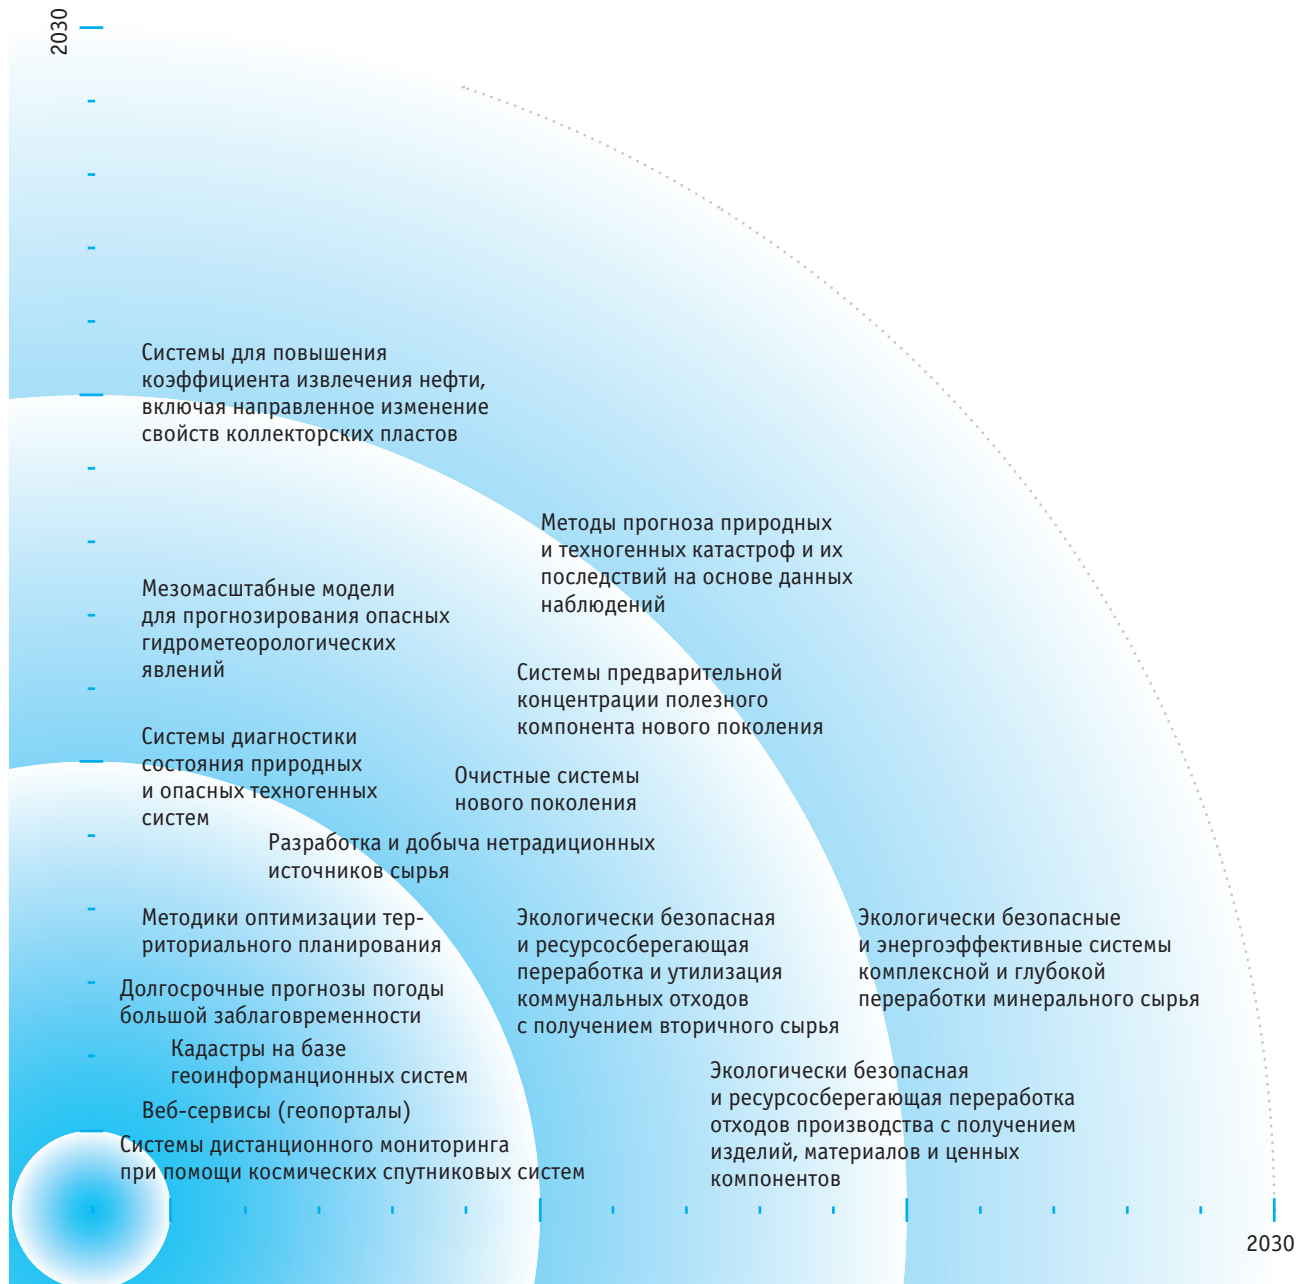 2030
Системы для повышения
коэффициента извлечения нефти,
включая направленное изменение
свойств коллекторских пластов
Методы прогноза природных
и техногенных катастроф и их
последствий на основе данных
наблюдений
Мезомасштабные модели
для прогнозирования опасных
гидрометеорологических
явлений
Системы предварительной
концентрации полезного
компонента нового поколения
Системы диагностики
состояния природных
и опасных техногенных
систем
Очистные системы
нового поколения
Разработка и добыча нетрадиционных
источников сырья
Методики оптимизации тер-
риториального планирования
Экологически безопасная
и ресурсосберегающая
переработка и утилизация
коммунальных отходов
с получением вторичного сырья
Экологически безопасные
и энергоэффективные системы
комплексной и глубокой
переработки минерального сырья
Долгосрочные прогнозы погоды
большой заблаговременности
Кадастры на базе
геоинформанционных систем
Экологически безопасная
и ресурсосберегающая переработка
отходов производства с получением
изделий, материалов и ценных
компонентов
Веб-сервисы (геопорталы)
Системы дистанционного мониторинга
при помощи космических спутниковых систем
2030